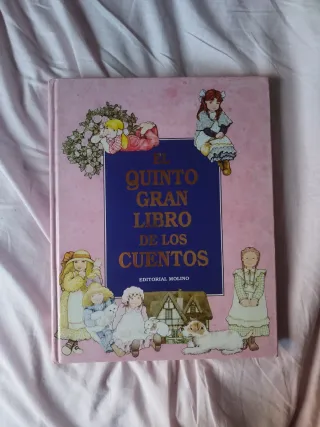 EL
QUINTO
GRAN
LIBRO
DE LOS
CUENTOS
EDITORIAL MOLINO